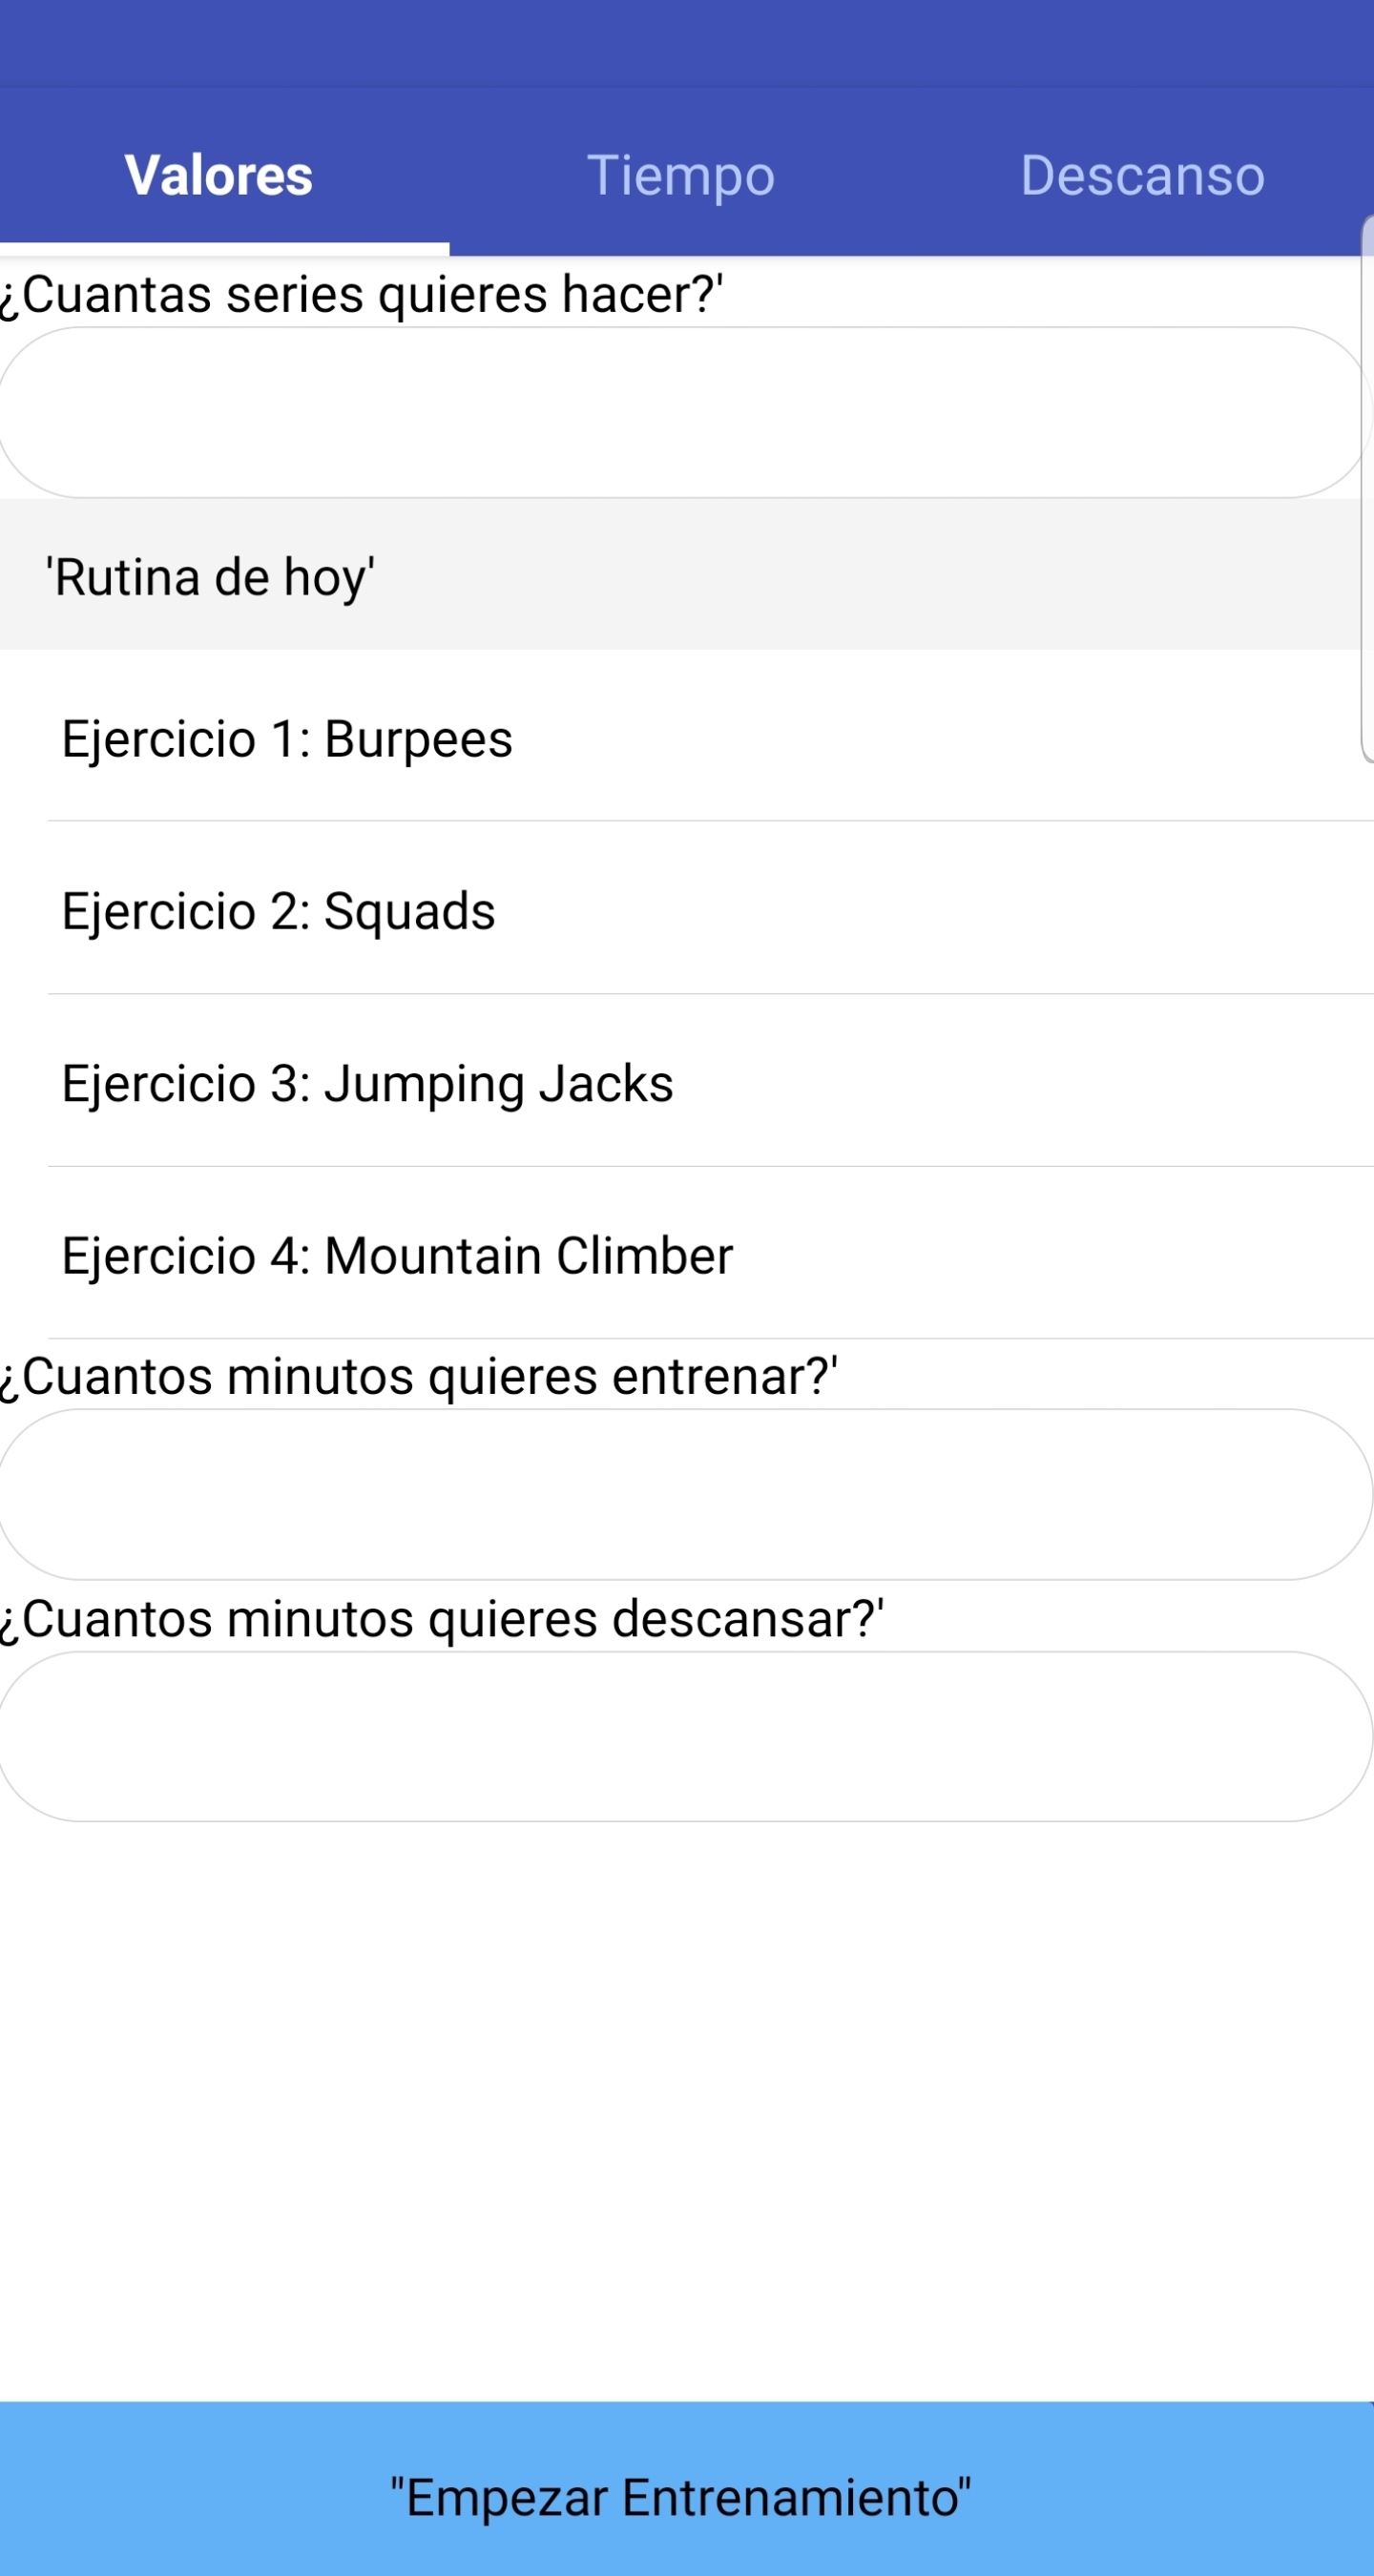 Valores Tiempo Descanso
¿Cuantas series quieres hacer?'
'Rutina de hoy'
Ejercicio 1: Burpees
Ejercicio 2: Squads
Ejercicio 3: Jumping Jacks
Ejercicio 4: Mountain Climber
¿Cuantos minutos quieres entrenar?'
¿Cuantos minutos quieres descansar?'
"Empezar Entrenamiento"